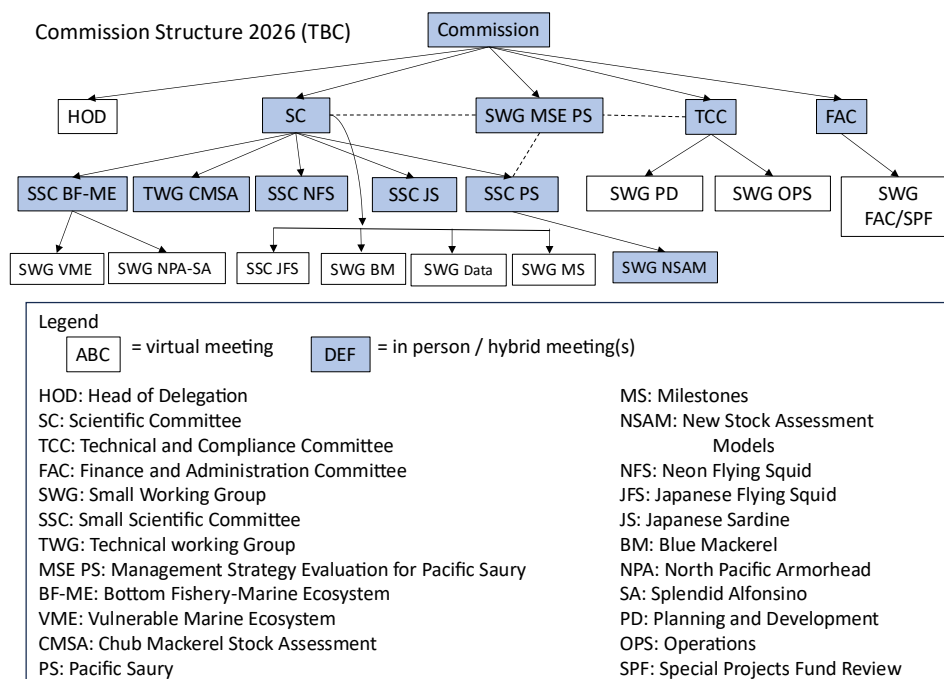 Commission Structure 2026 (TBC)
Commission
HOD
SC
SWG MSE PS
TCC
FAC
SSC BF-ME
TWG CMSA
SSC NFS
SSC JS
SSC PS
SWG PD
SWG OPS
SWG
FAC/SPF
SWG VME
SWG NPA-SA
SSC JFS
SWG BM
SWG Data
SWG MS
SWG NSAM
Legend
ABC
= virtual meeting
DEF
= in person / hybrid meeting(s)
HOD: Head of Delegation
SC: Scientific Committee
TCC: Technical and Compliance Committee
FAC: Finance and Administration Committee
SWG: Small Working Group
SSC: Small Scientific Committee
TWG: Technical working Group
MSE PS: Management Strategy Evaluation for Pacific Saury
BF-ME: Bottom Fishery-Marine Ecosystem
VME: Vulnerable Marine Ecosystem
CMSA: Chub Mackerel Stock Assessment
PS: Pacific Saury
MS: Milestones
NSAM: New Stock Assessment
Models
NFS: Neon Flying Squid
JFS: Japanese Flying Squid
JS: Japanese Sardine
BM: Blue Mackerel
NPA: North Pacific Armorhead
SA: Splendid Alfonsino
PD: Planning and Development
OPS: Operations
SPF: Special Projects Fund Review